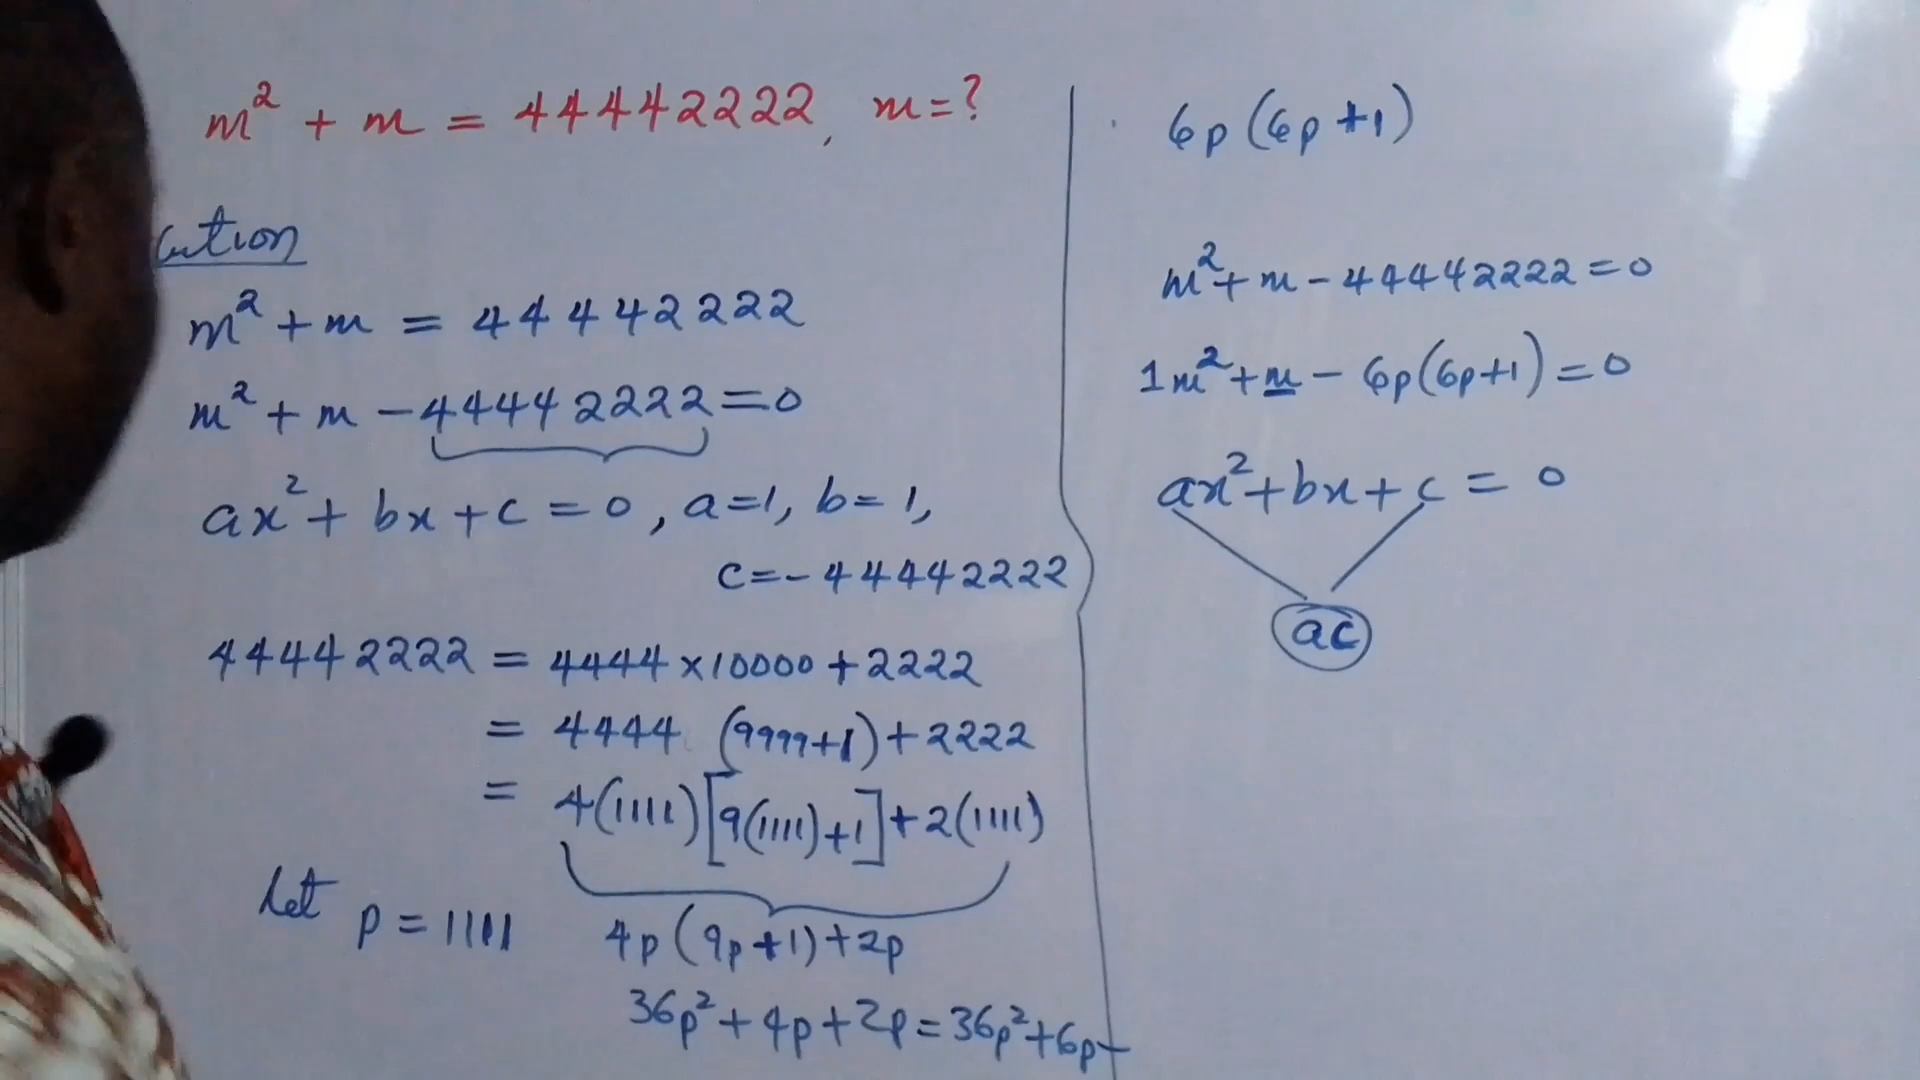 m² + m = 44442222, m=?
ution
m² + m = 44442222
m² + m - 44442222 = 0
ax² + bx + c = 0, a=1, b=1,
c = -44442222
44442222 = 4444 × 10000 + 2222
= 4444 (9999+1) + 2222
= 4(1111)[9(1111)+1] + 2(1111)
Let p = 1111
4p(9p+1)+2p
36p² + 4p + 2p = 36p² + 6p
6p(6p+1)
m² + m - 44442222 = 0
1m² + m - 6p(6p+1) = 0
ax² + bx + c = 0
ac